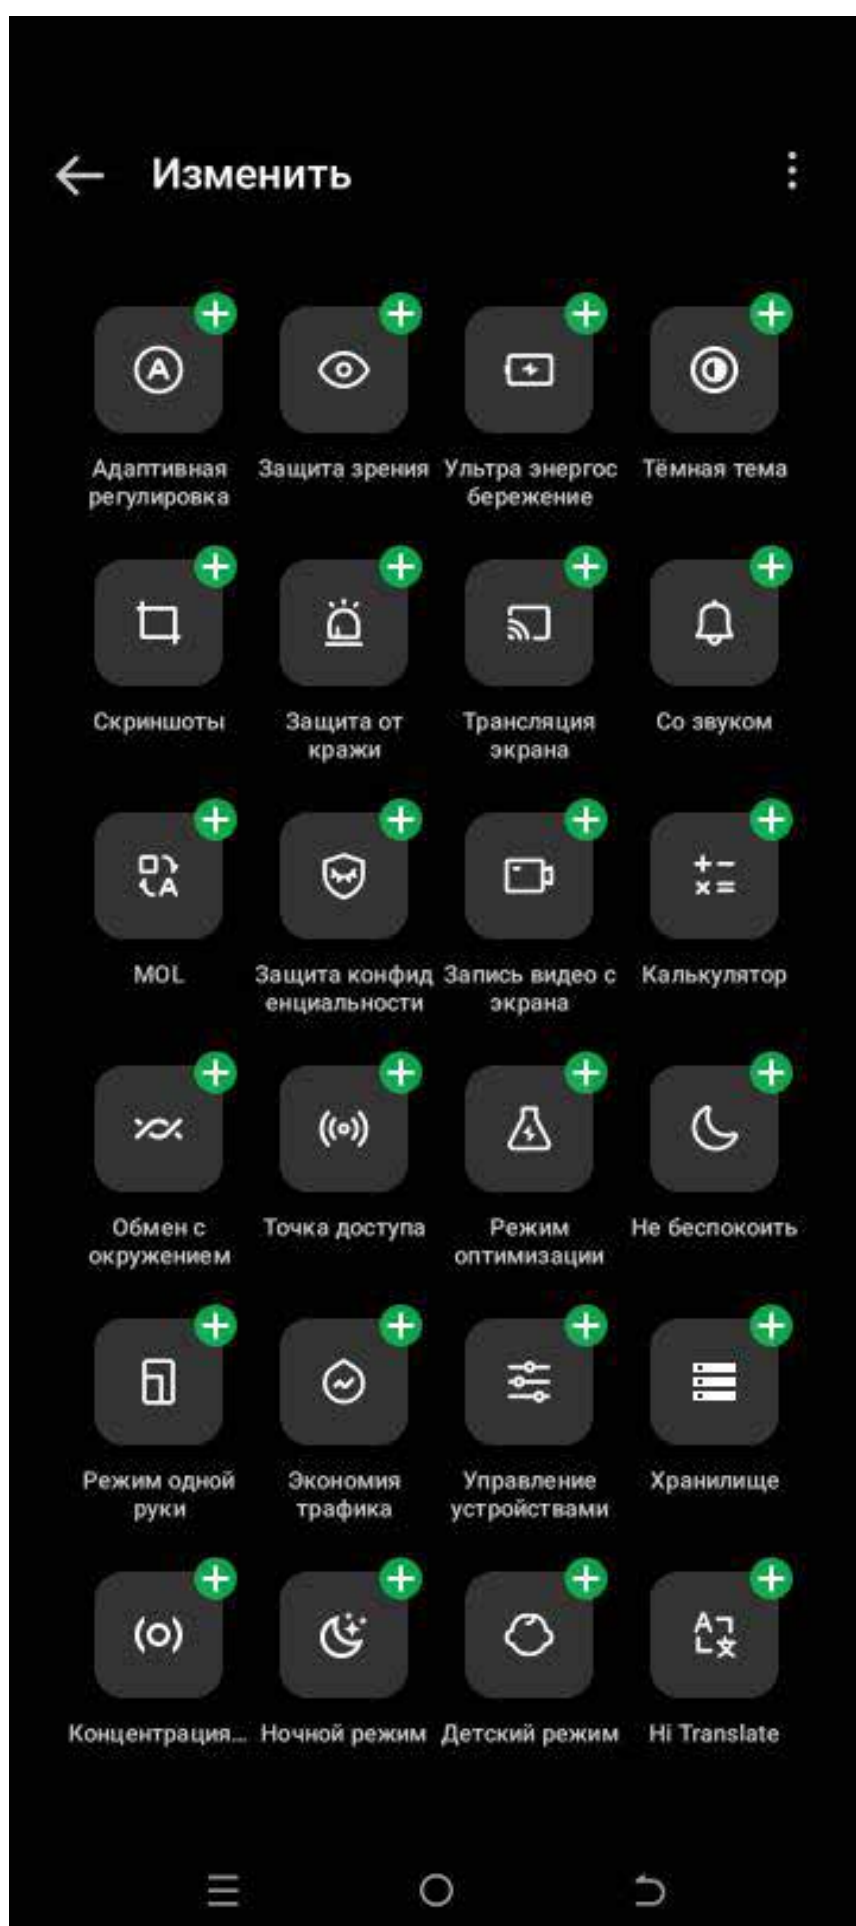 Изменить
Адаптивная
регулировка
Защита зрения
Ультра энергос
бережение
Тёмная тема
Скриншоты
Защита от
кражи
Трансляция
экрана
Со звуком
MOL
Защита конфид
енциальности
Запись видео с
экрана
Калькулятор
Обмен с
окружением
Точка доступа
Режим
оптимизации
Не беспокоить
Режим одной
руки
Экономия
трафика
Управление
устройствами
Хранилище
Концентрация...
Ночной режим
Детский режим
Hi Translate